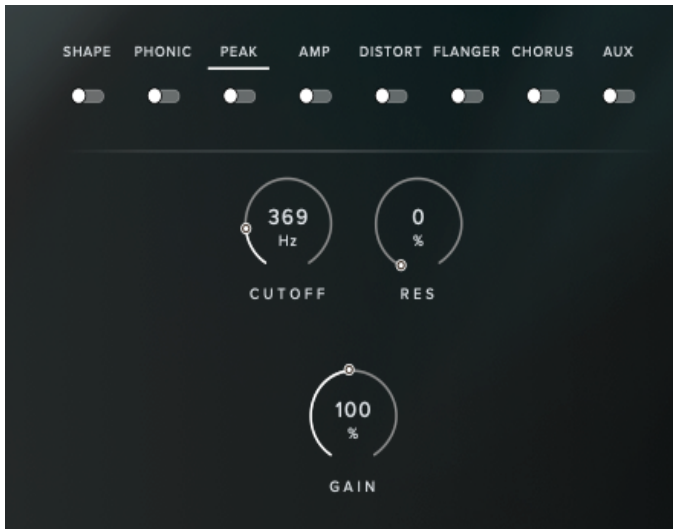 SHAPE PHONIC PEAK AMP DISTORT FLANGER CHORUS AUX
369 0
Hz %
CUTOFF RES
100
%
GAIN